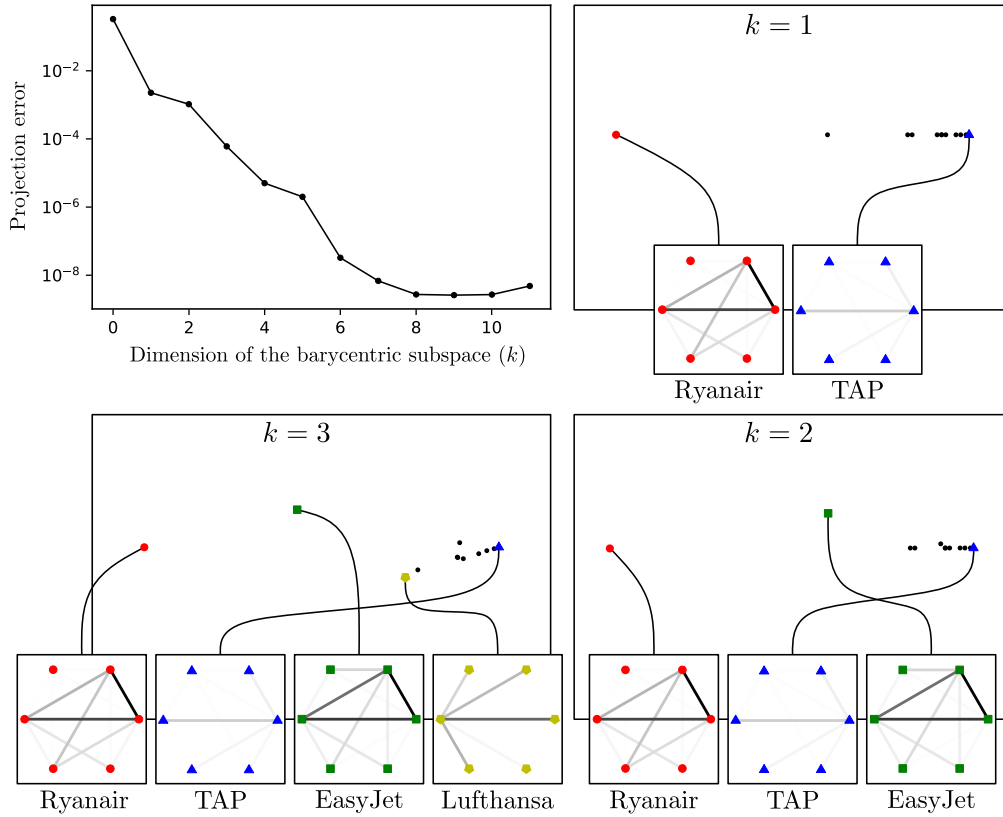 Projection error
10⁻²
10⁻⁴
10⁻⁶
10⁻⁸
0 2 4 6 8 10
Dimension of the barycentric subspace (k)
k = 1
Ryanair TAP
k = 3
Ryanair TAP EasyJet Lufthansa
k = 2
Ryanair TAP EasyJet